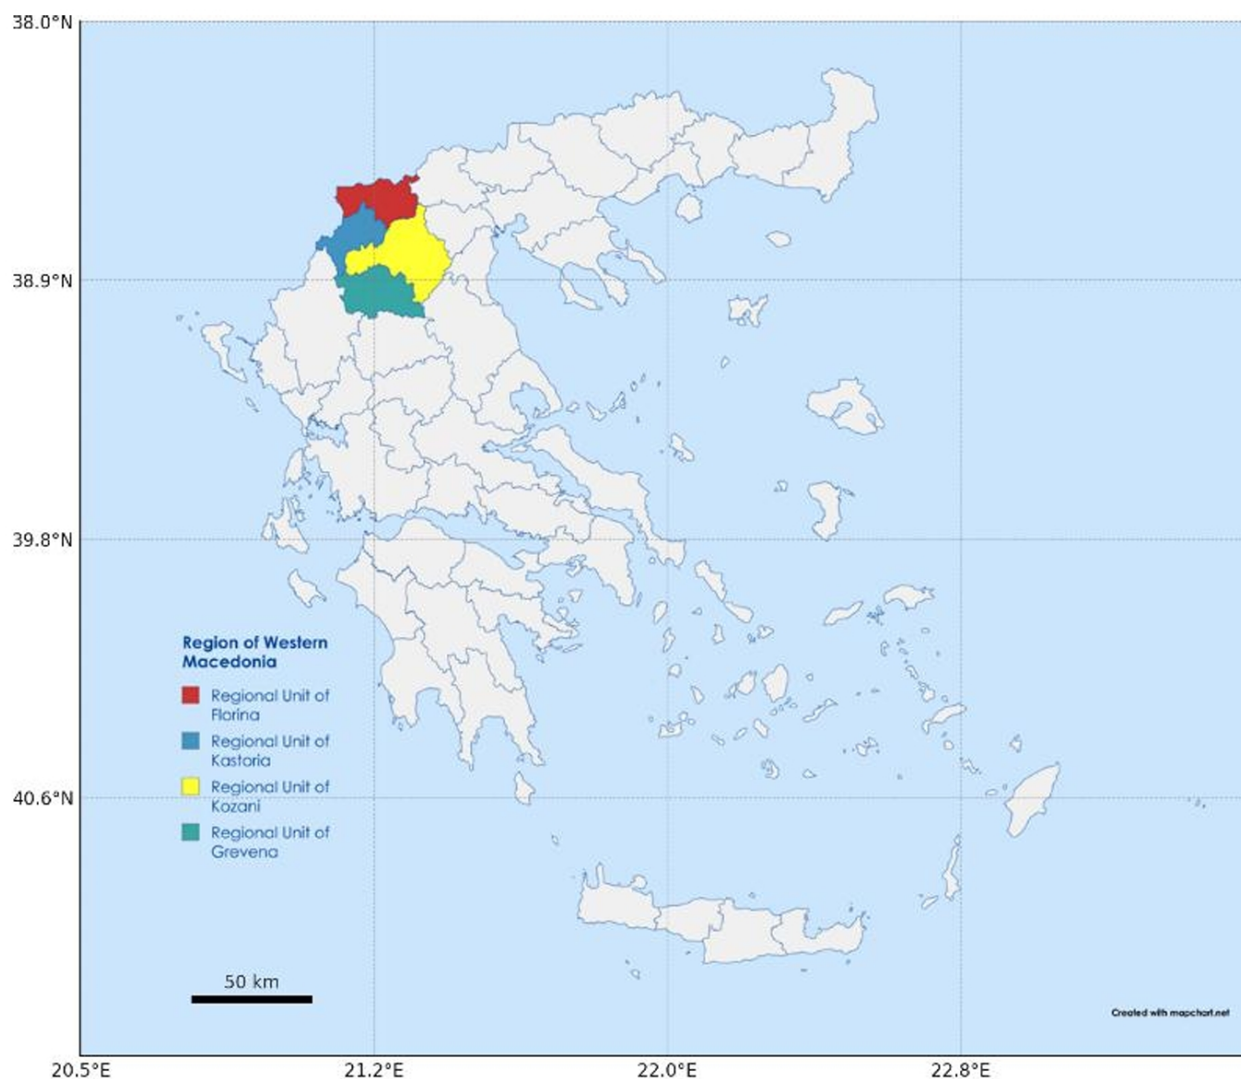 38.0°N
38.9°N
39.8°N
40.6°N
Region of Western
Macedonia
Regional Unit of
Florina
Regional Unit of
Kastoria
Regional Unit of
Kozani
Regional Unit of
Grevena
50 km
Created with mapchart.net
20.5°E
21.2°E
22.0°E
22.8°E